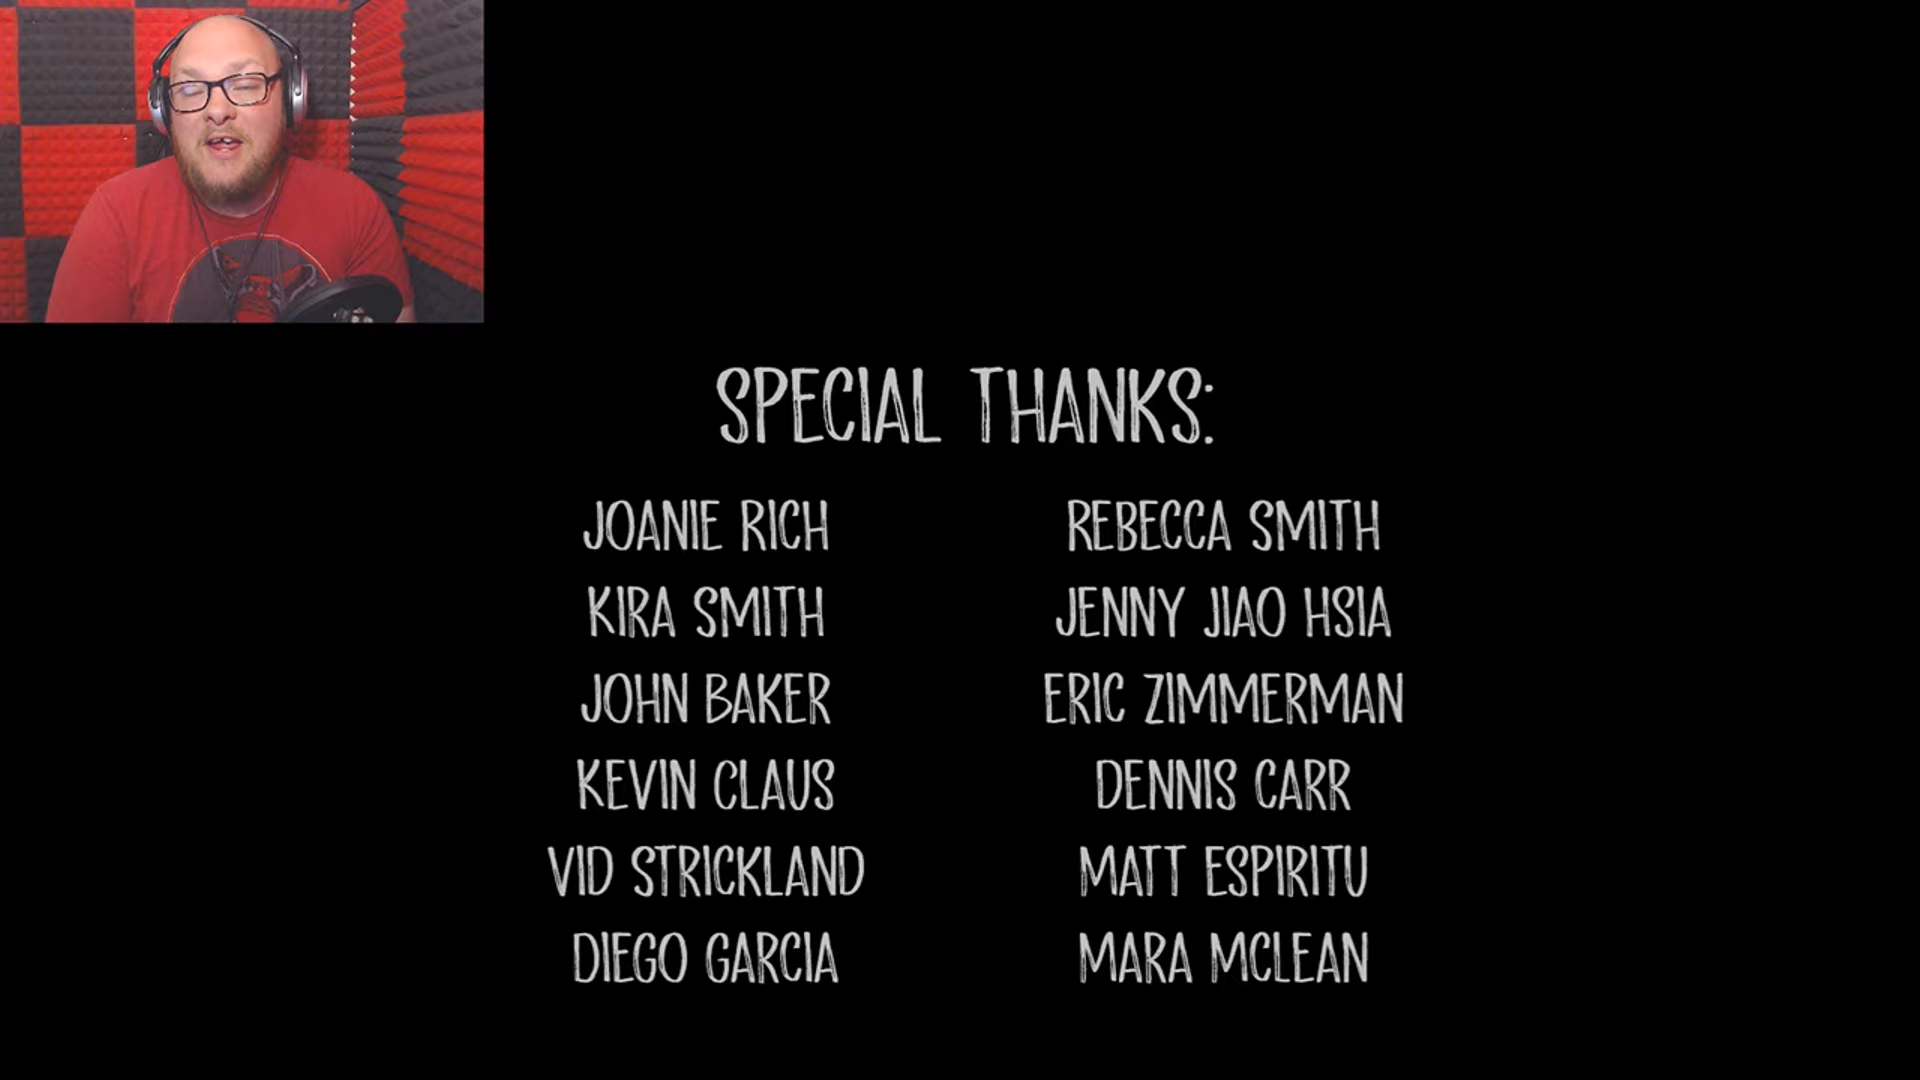 SPECIAL THANKS:
JOANIE RICH
REBECCA SMITH
KIRA SMITH
JENNY JIAO HSIA
JOHN BAKER
ERIC ZIMMERMAN
KEVIN CLAUS
DENNIS CARR
VID STRICKLAND
MATT ESPIRITU
DIEGO GARCIA
MARA MCLEAN